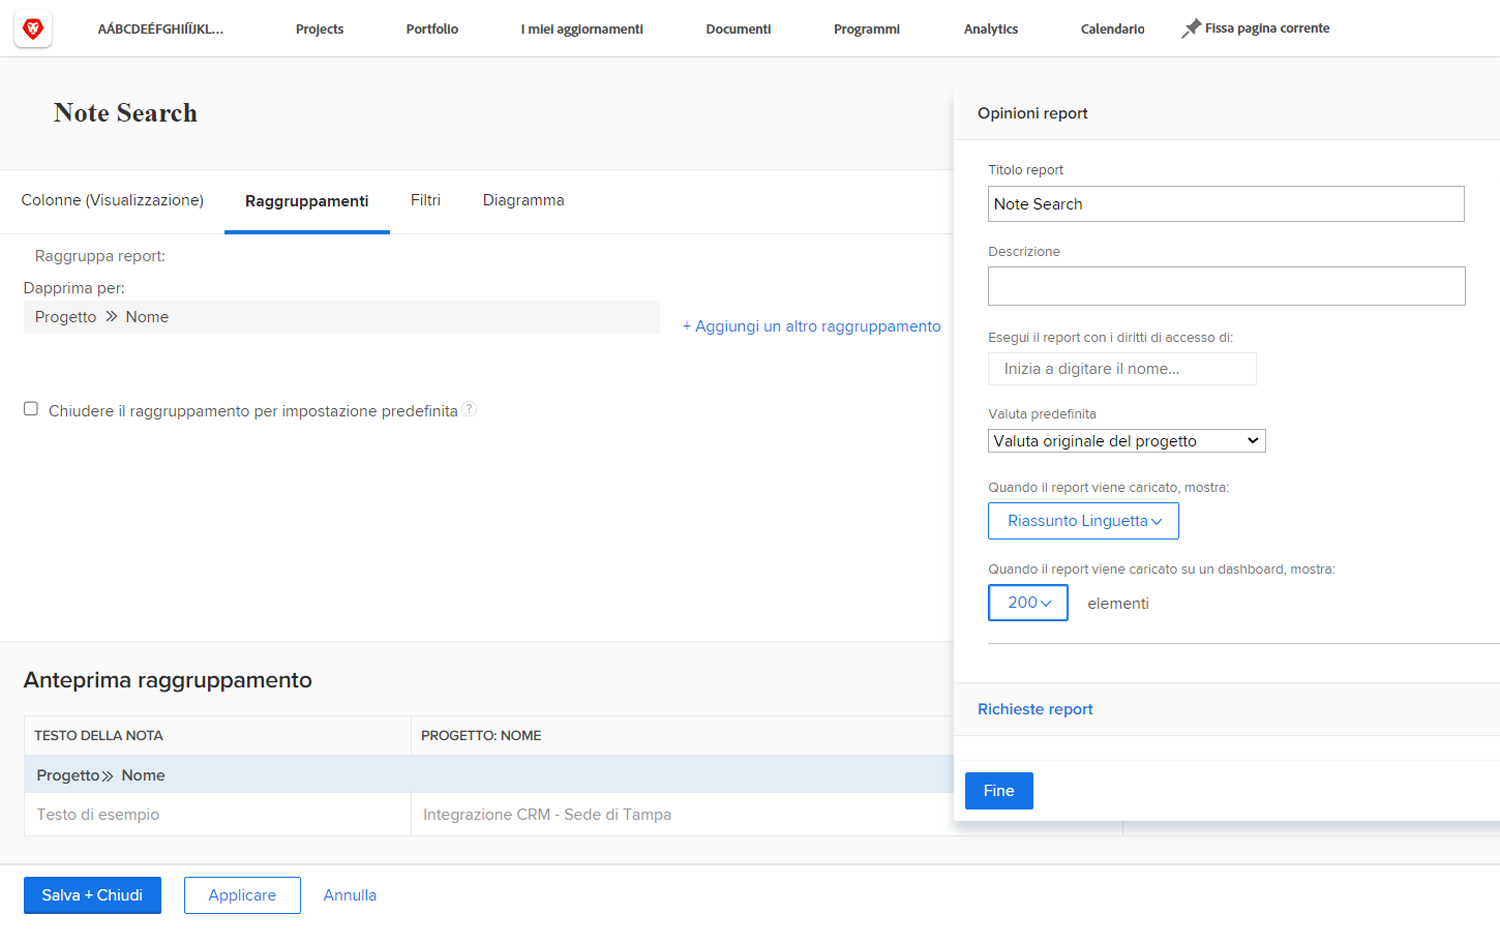 AÁBCDEÉFGHIÍÏJKL... Projects Portfolio I miei aggiornamenti Documenti Programmi Analytics Calendario Fissa pagina corrente
Note Search
Colonne (Visualizzazione) Raggruppamenti Filtri Diagramma
Raggruppa report:
Dapprima per:
Progetto » Nome
+ Aggiungi un altro raggruppamento
Chiudere il raggruppamento per impostazione predefinita ?
Anteprima raggruppamento
TESTO DELLA NOTA PROGETTO: NOME
Progetto » Nome
Testo di esempio Integrazione CRM - Sede di Tampa
Opinioni report
Titolo report
Note Search
Descrizione
Esegui il report con i diritti di accesso di:
Inizia a digitare il nome...
Valuta predefinita
Valuta originale del progetto
Quando il report viene caricato, mostra:
Riassunto Linguetta
Quando il report viene caricato su un dashboard, mostra:
200 elementi
Richieste report
Fine
Salva + Chiudi Applicare Annulla